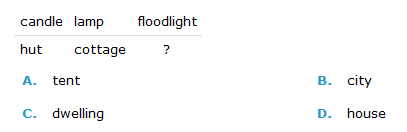 candle lamp floodlight
hut cottage ?
A. tent B. city
C. dwelling D. house